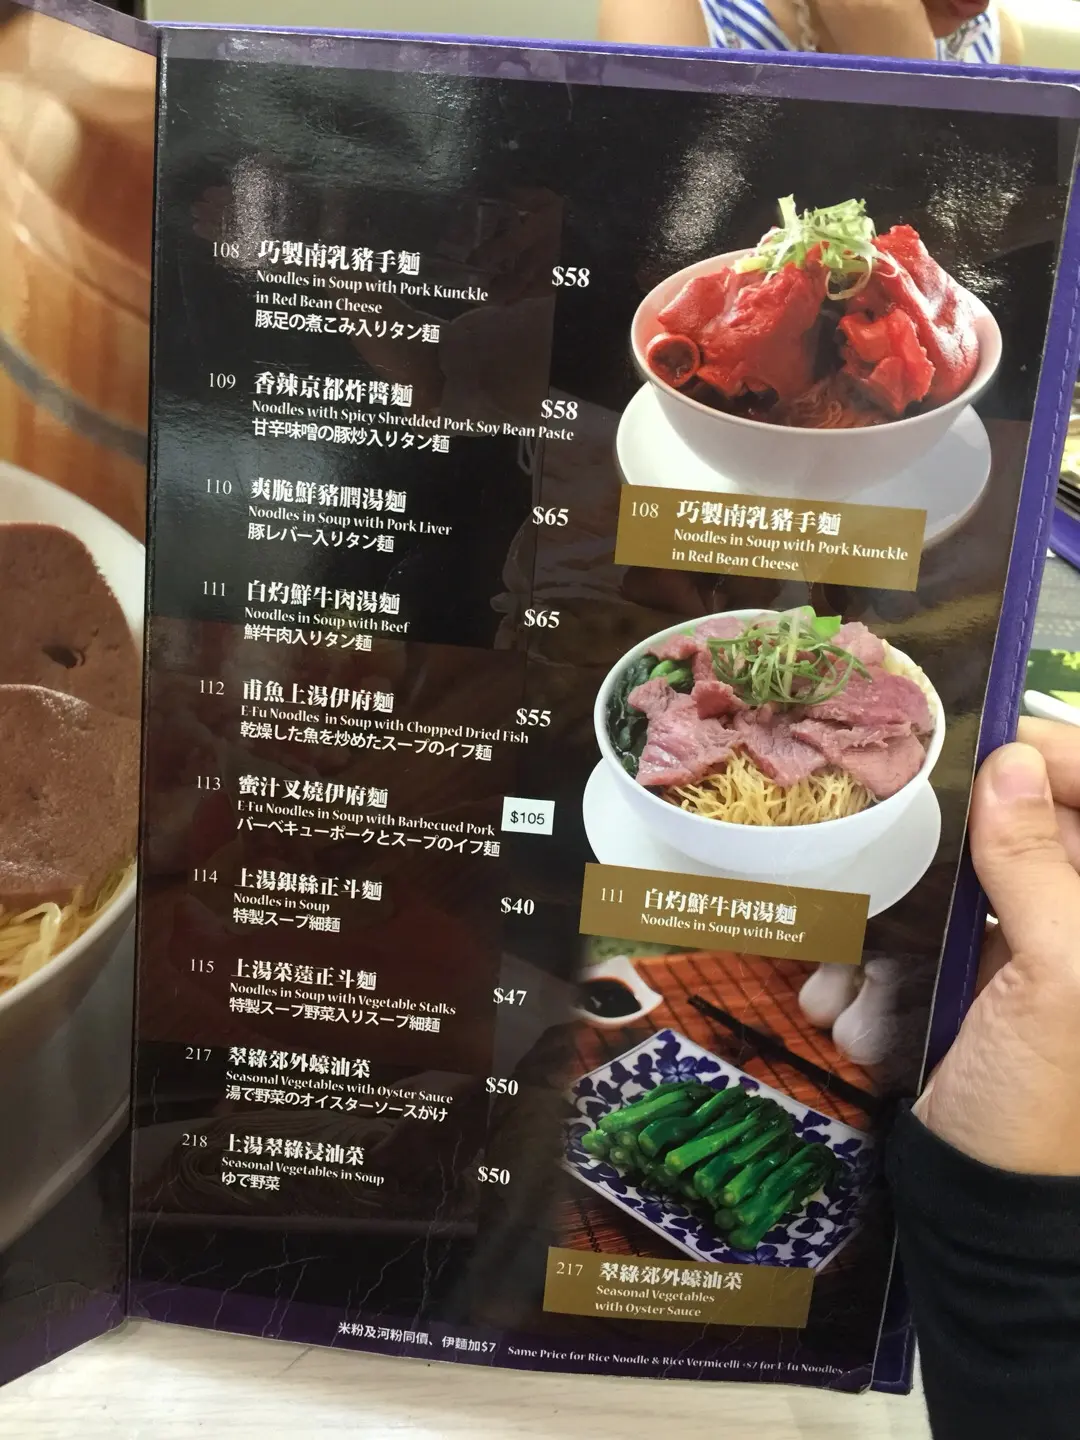 108 巧製南乳豬手麵
Noodles in Soup with Pork Kunckle
in Red Bean Cheese
$58
豚足の煮こみ入りタン麺
109 香辣京都炸醬麵
$58
Noodles with Spicy Shredded Pork Soy Bean Paste
甘辛味噌の豚炒入りタン麺
110 爽脆鮮豬膶湯麵
Noodles in Soup with Pork Liver
$65
豚レバー入りタン麺
111 白灼鮮牛肉湯麵
Noodles in Soup with Beef
$65
鮮牛肉入りタン麺
112 甫魚上湯伊府麵
$55
E-Fu Noodles in Soup with Chopped Dried Fish
乾燥した魚を炒めたスープのイフ麺
113 蜜汁叉燒伊府麵
E-Fu Noodles in Soup with Barbecued Pork
$105
バーベキューポークとスープのイフ麺
114 上湯銀絲正斗麵
Noodles in Soup
$40
特製スープ細麺
115 上湯菜薳正斗麵
Noodles in Soup with Vegetable Stalks
$47
特製スープ野菜入りスープ細麺
217 翠綠郊外蠔油菜
Seasonal Vegetables with Oyster Sauce
$50
湯で野菜のオイスターソースがけ
218 上湯翠綠浸油菜
Seasonal Vegetables in Soup
$50
ゆで野菜
108 巧製南乳豬手麵
Noodles in Soup with Pork Kunckle
in Red Bean Cheese
111 白灼鮮牛肉湯麵
Noodles in Soup with Beef
217 翠綠郊外蠔油菜
Seasonal Vegetables
with Oyster Sauce
米粉及河粉同價、伊麵加$7 Same Price for Rice Noodle & Rice Vermicelli +$7 for E-fu Noodles